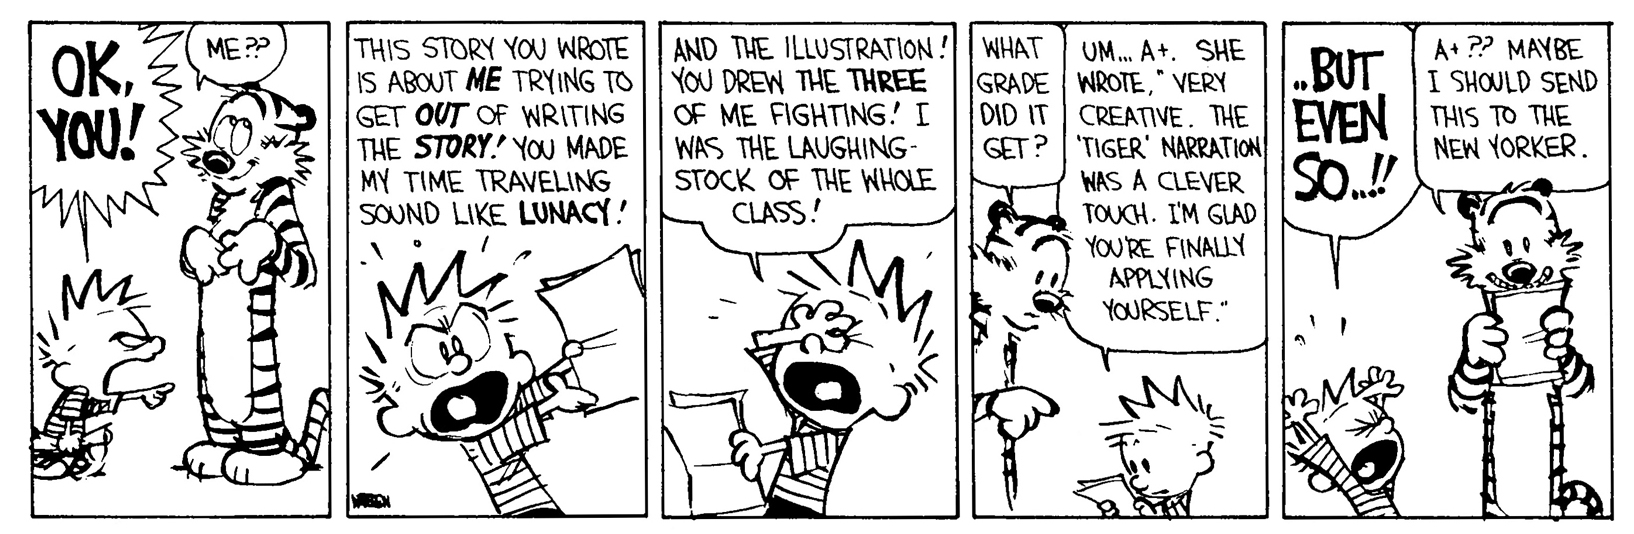 OK,
YOU!
ME??
THIS STORY YOU WROTE
IS ABOUT ME TRYING TO
GET OUT OF WRITING
THE STORY! YOU MADE
MY TIME TRAVELING
SOUND LIKE LUNACY!
WATTERSON
AND THE ILLUSTRATION!
YOU DREW THE THREE
OF ME FIGHTING! I
WAS THE LAUGHING-
STOCK OF THE WHOLE
CLASS!
WHAT
GRADE
DID IT
GET?
UM... A+. SHE
WROTE, "VERY
CREATIVE. THE
'TIGER' NARRATION
WAS A CLEVER
TOUCH. I'M GLAD
YOU'RE FINALLY
APPLYING
YOURSELF."
..BUT
EVEN
SO...!!
A+?? MAYBE
I SHOULD SEND
THIS TO THE
NEW YORKER.